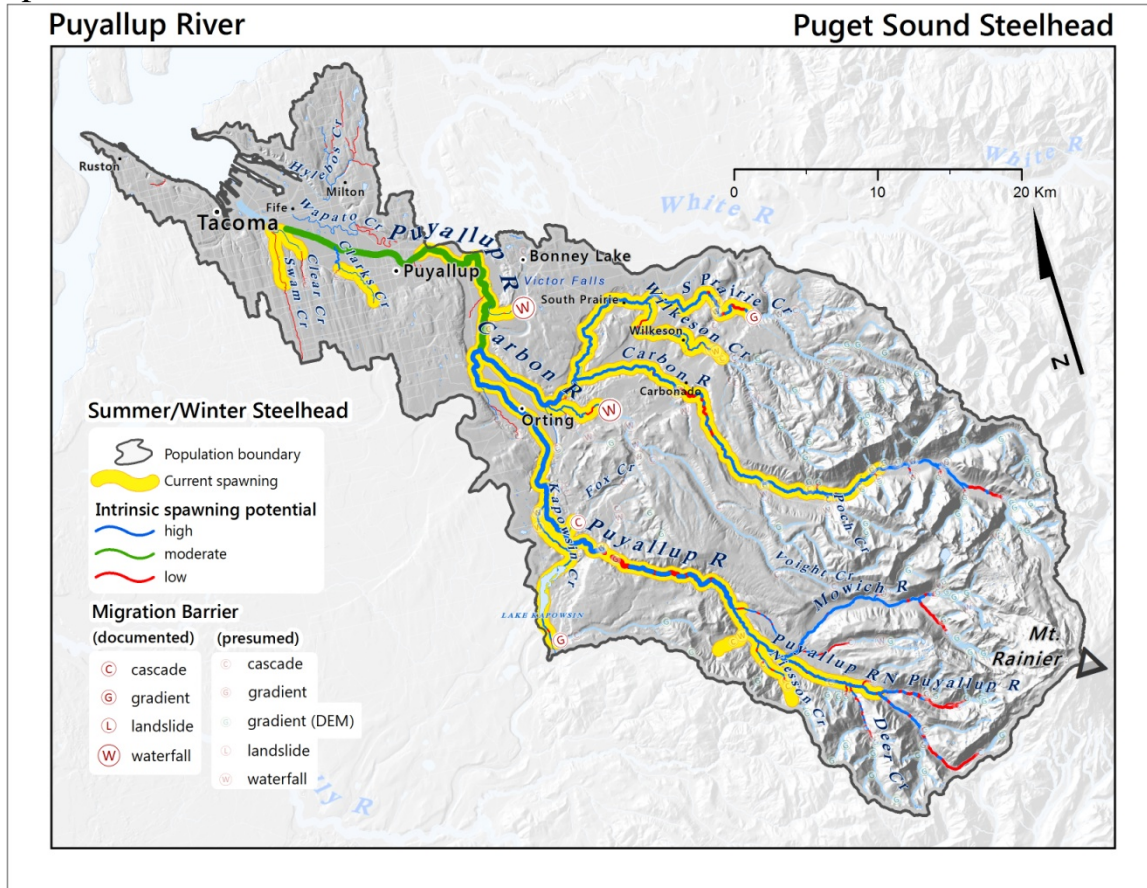 Puyallup River
Puget Sound Steelhead
Ruston
Hylebos Cr
Milton
Fife
Wapato Cr
Tacoma
Puyallup R
Swam Cr
Clear Cr
Clarks Cr
Puyallup
Bonney Lake
Victor Falls
White R
White R
0 10 20 Km
N
W
South Prairie
S Prairie Cr
Wilkeson Cr
Wilkeson
G
Carbon R
Carbon R
Carbonado
W
Orting
Fox Cr
Kapowsin Cr
C
Puyallup R
Poch Cr
Voight Cr
Mowich R
LAKE KAPOWSIN
G
Mt.
Rainier
Puyallup R
N Puyallup R
Niesson Cr
Deer Cr
ly R
Summer/Winter Steelhead
Population boundary
Current spawning
Intrinsic spawning potential
high
moderate
low
Migration Barrier
(documented)
C cascade
G gradient
L landslide
W waterfall
(presumed)
C cascade
G gradient
G gradient (DEM)
L landslide
W waterfall